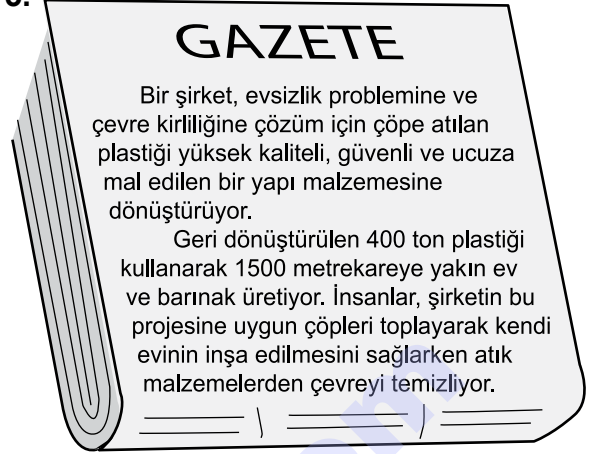 GAZETE
Bir şirket, evsizlik problemine ve
çevre kirliliğine çözüm için çöpe atılan
plastiği yüksek kaliteli, güvenli ve ucuza
mal edilen bir yapı malzemesine
dönüştürüyor.
Geri dönüştürülen 400 ton plastiği
kullanarak 1500 metrekareye yakın ev
ve barınak üretiyor. İnsanlar, şirketin bu
projesine uygun çöpleri toplayarak kendi
evinin inşa edilmesini sağlarken atık
malzemelerden çevreyi temizliyor.